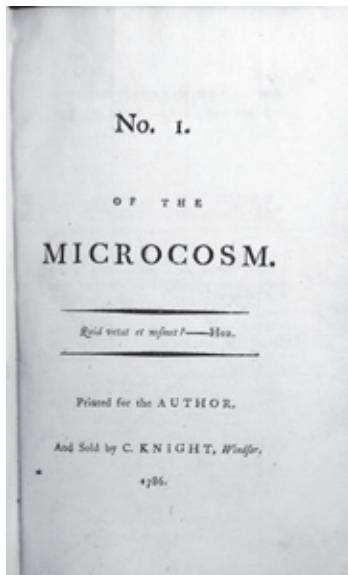 No. 1.
OF THE
MICROCOSM.
Quid vetat et noſmet?——Hor.
Printed for the AUTHOR,
And Sold by C. KNIGHT, Windſor.
1786.